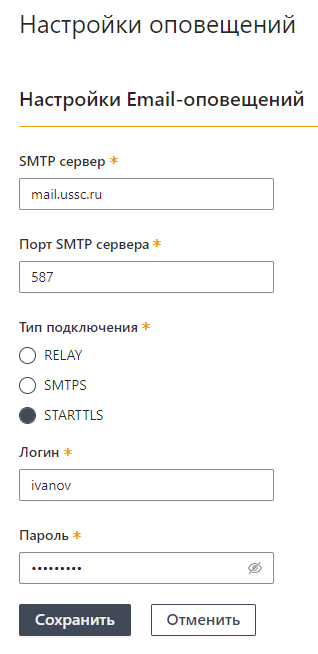 Настройки оповещений
Настройки Email-оповещений
SMTP сервер *
mail.ussc.ru
Порт SMTP сервера *
587
Тип подключения *
RELAY
SMTPS
STARTTLS
Логин *
ivanov
Пароль *
•••••••••
Сохранить
Отменить